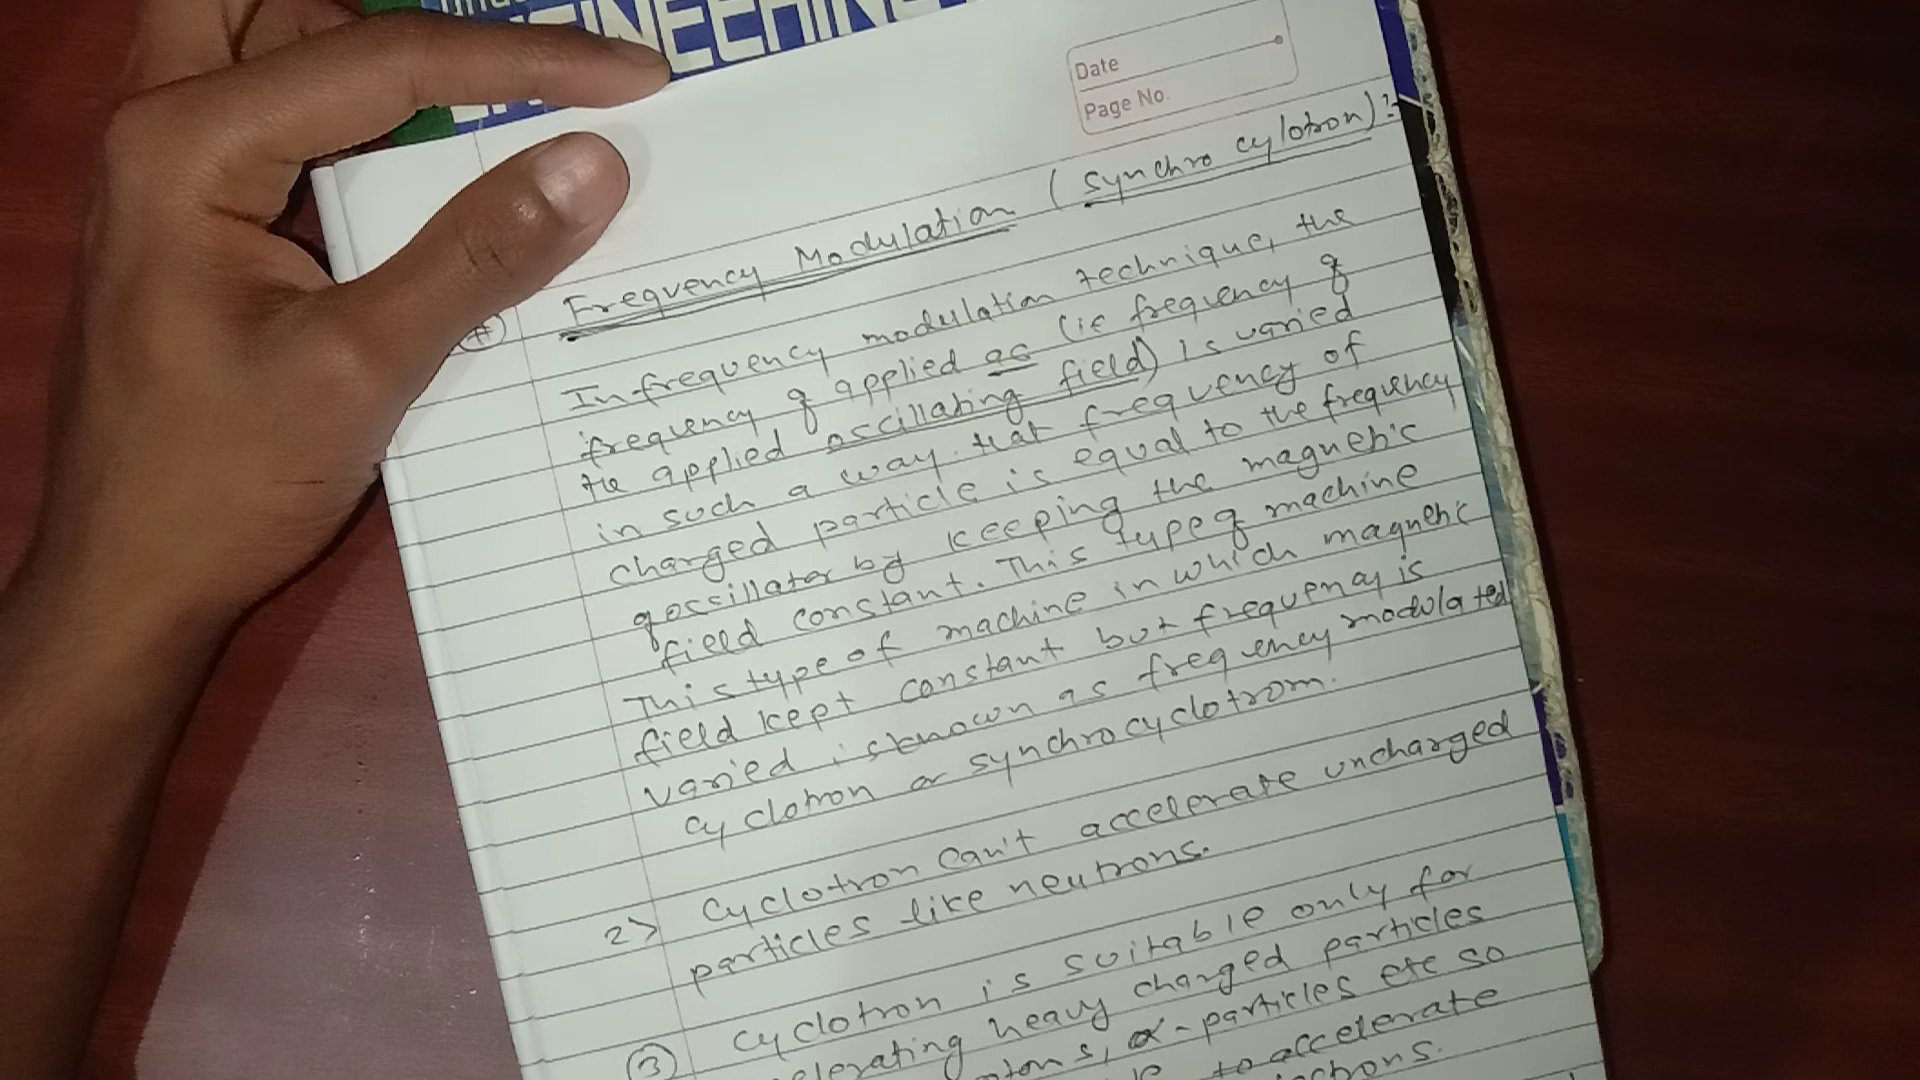 ENGINEERING
Date
Page No.
Frequency Modulation (synchro cylotron):-
In frequency modulation technique, the
frequency of applied ac (ie frequency of
the applied oscillating field) is varied
in such a way that frequency of
charged particle is equal to the frequency
of oscillator by keeping the magnetic
field constant. This type of machine
This type of machine in which magnetic
field kept constant but frequency is
varied is known as frequency modulated
cyclotron or synchrocyclotrom.
2> Cyclotron can't accelerate uncharged
particles like neutrons.
3 Cyclotron is suitable only for
heavy charged particles
α-particles etc so
to accelerate